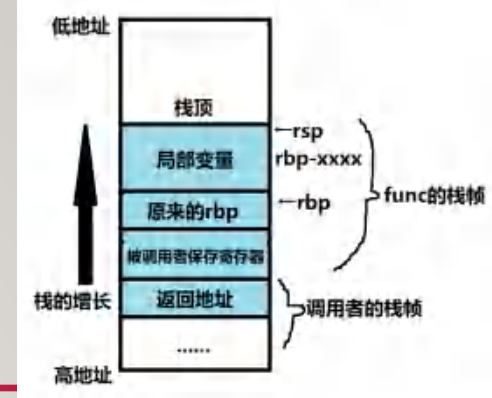 低地址
栈顶
←rsp
局部变量
rbp-xxxx
原来的rbp
←rbp
func的栈帧
被调用者保存寄存器
栈的增长
返回地址
调用者的栈帧
......
高地址